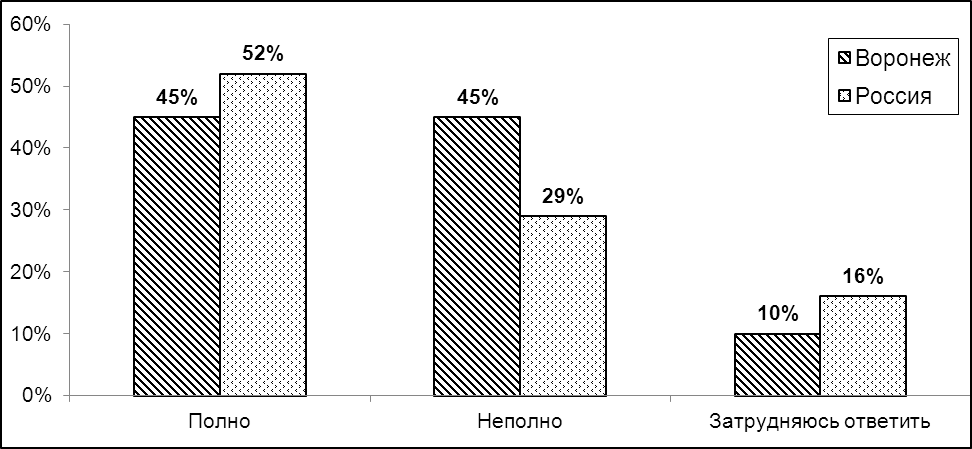 60%
50%
40%
30%
20%
10%
0%
45%
52%
45%
29%
10%
16%
Воронеж
Россия
Полно
Неполно
Затрудняюсь ответить